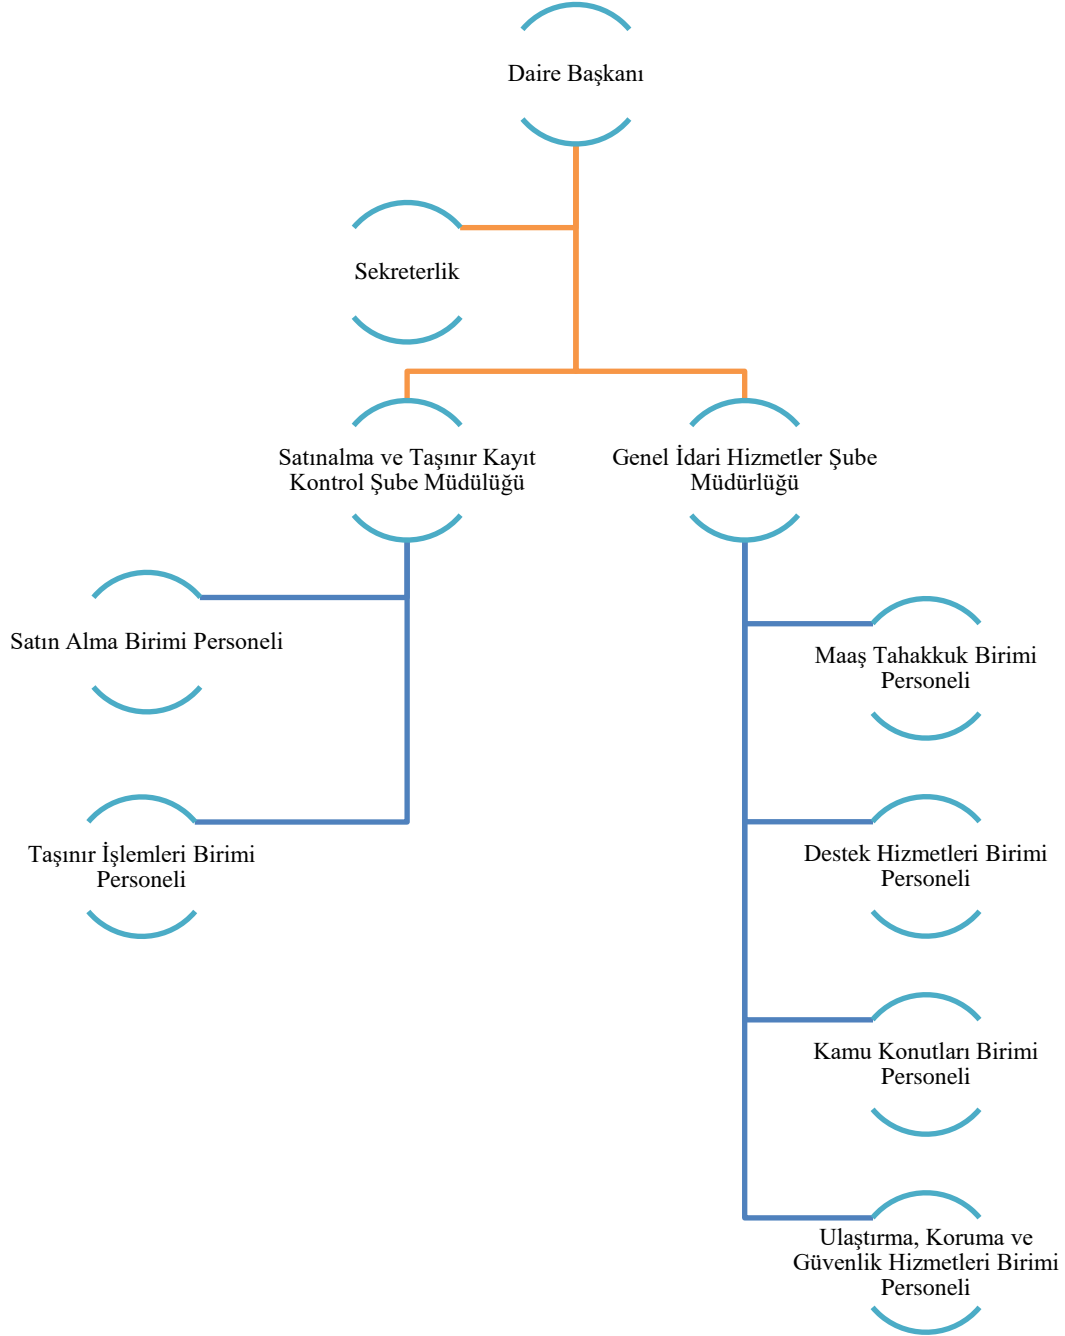 Daire Başkanı
Sekreterlik
Satınalma ve Taşınır Kayıt
Kontrol Şube Müdülüğü
Genel İdari Hizmetler Şube
Müdürlüğü
Satın Alma Birimi Personeli
Taşınır İşlemleri Birimi
Personeli
Maaş Tahakkuk Birimi
Personeli
Destek Hizmetleri Birimi
Personeli
Kamu Konutları Birimi
Personeli
Ulaştırma, Koruma ve
Güvenlik Hizmetleri Birimi
Personeli